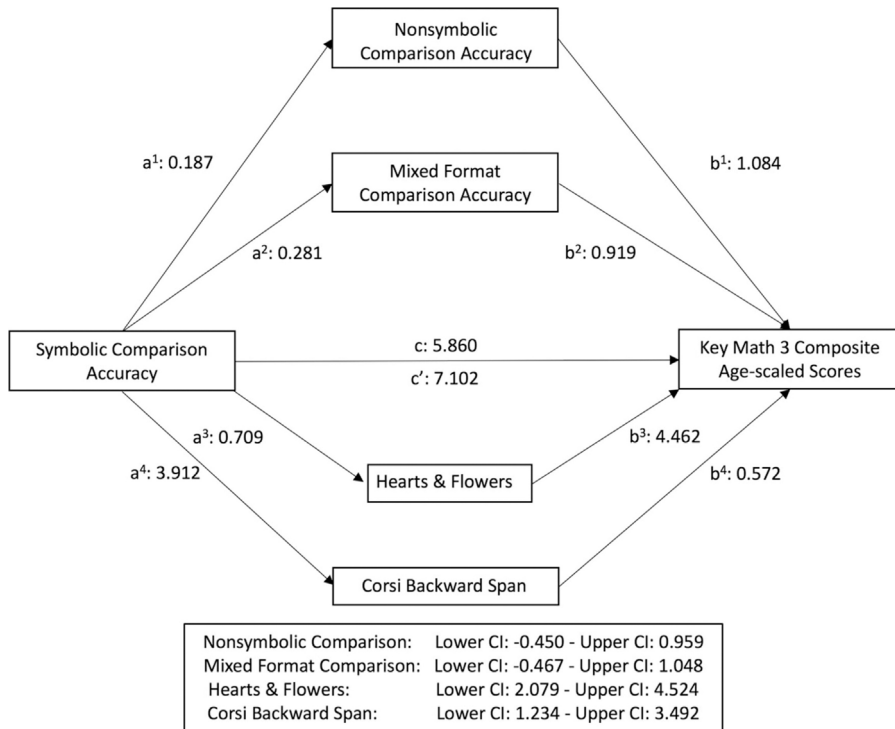 Nonsymbolic
Comparison Accuracy
a¹: 0.187
b¹: 1.084
Mixed Format
Comparison Accuracy
a²: 0.281
b²: 0.919
Symbolic Comparison
Accuracy
c: 5.860
c’: 7.102
Key Math 3 Composite
Age-scaled Scores
a³: 0.709
b³: 4.462
a⁴: 3.912
Hearts & Flowers
b⁴: 0.572
Corsi Backward Span
Nonsymbolic Comparison: Lower CI: -0.450 - Upper CI: 0.959
Mixed Format Comparison: Lower CI: -0.467 - Upper CI: 1.048
Hearts & Flowers: Lower CI: 2.079 - Upper CI: 4.524
Corsi Backward Span: Lower CI: 1.234 - Upper CI: 3.492